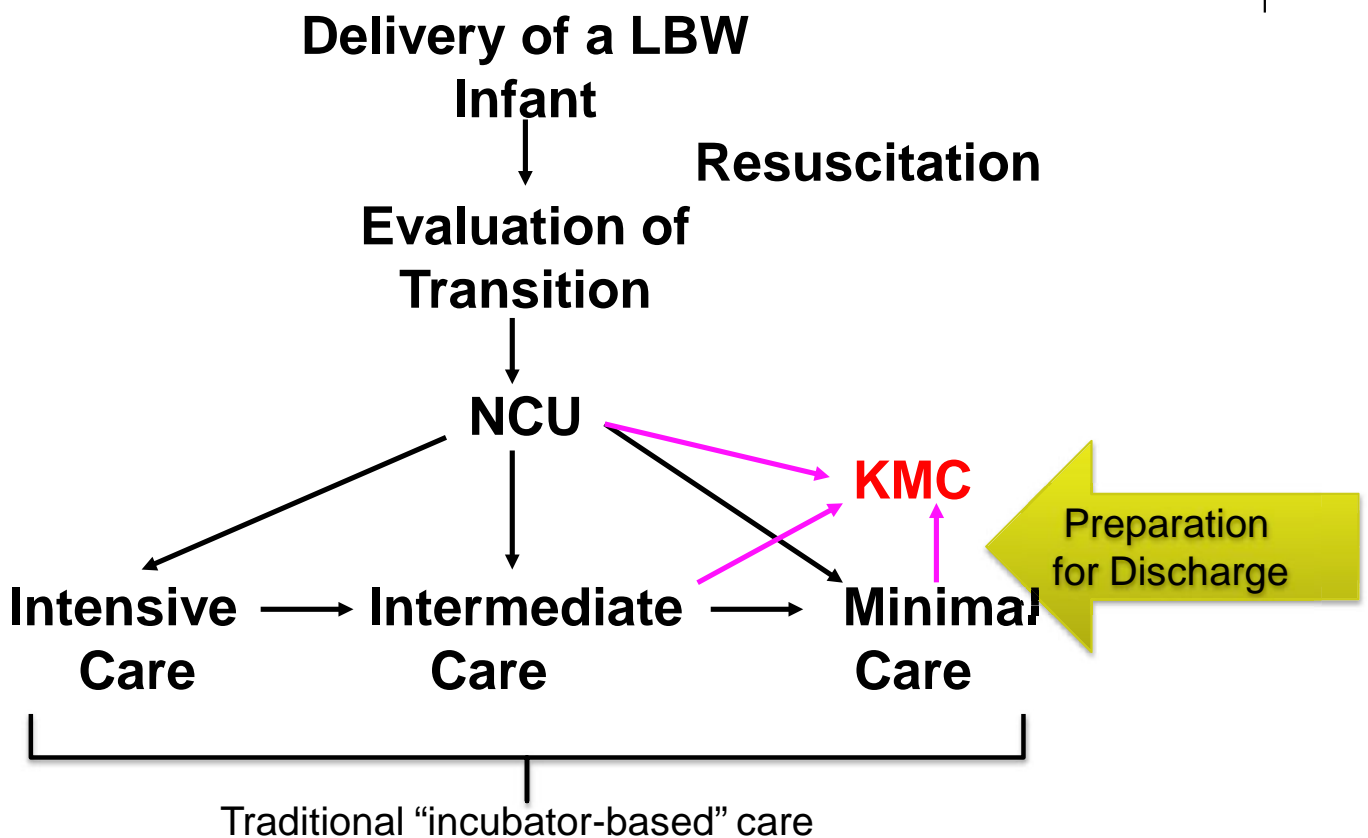 Delivery of a LBW
Infant
Resuscitation
Evaluation of
Transition
NCU
KMC
Preparation
for Discharge
Intensive
Care
Intermediate
Care
Minimal
Care
Traditional “incubator-based” care